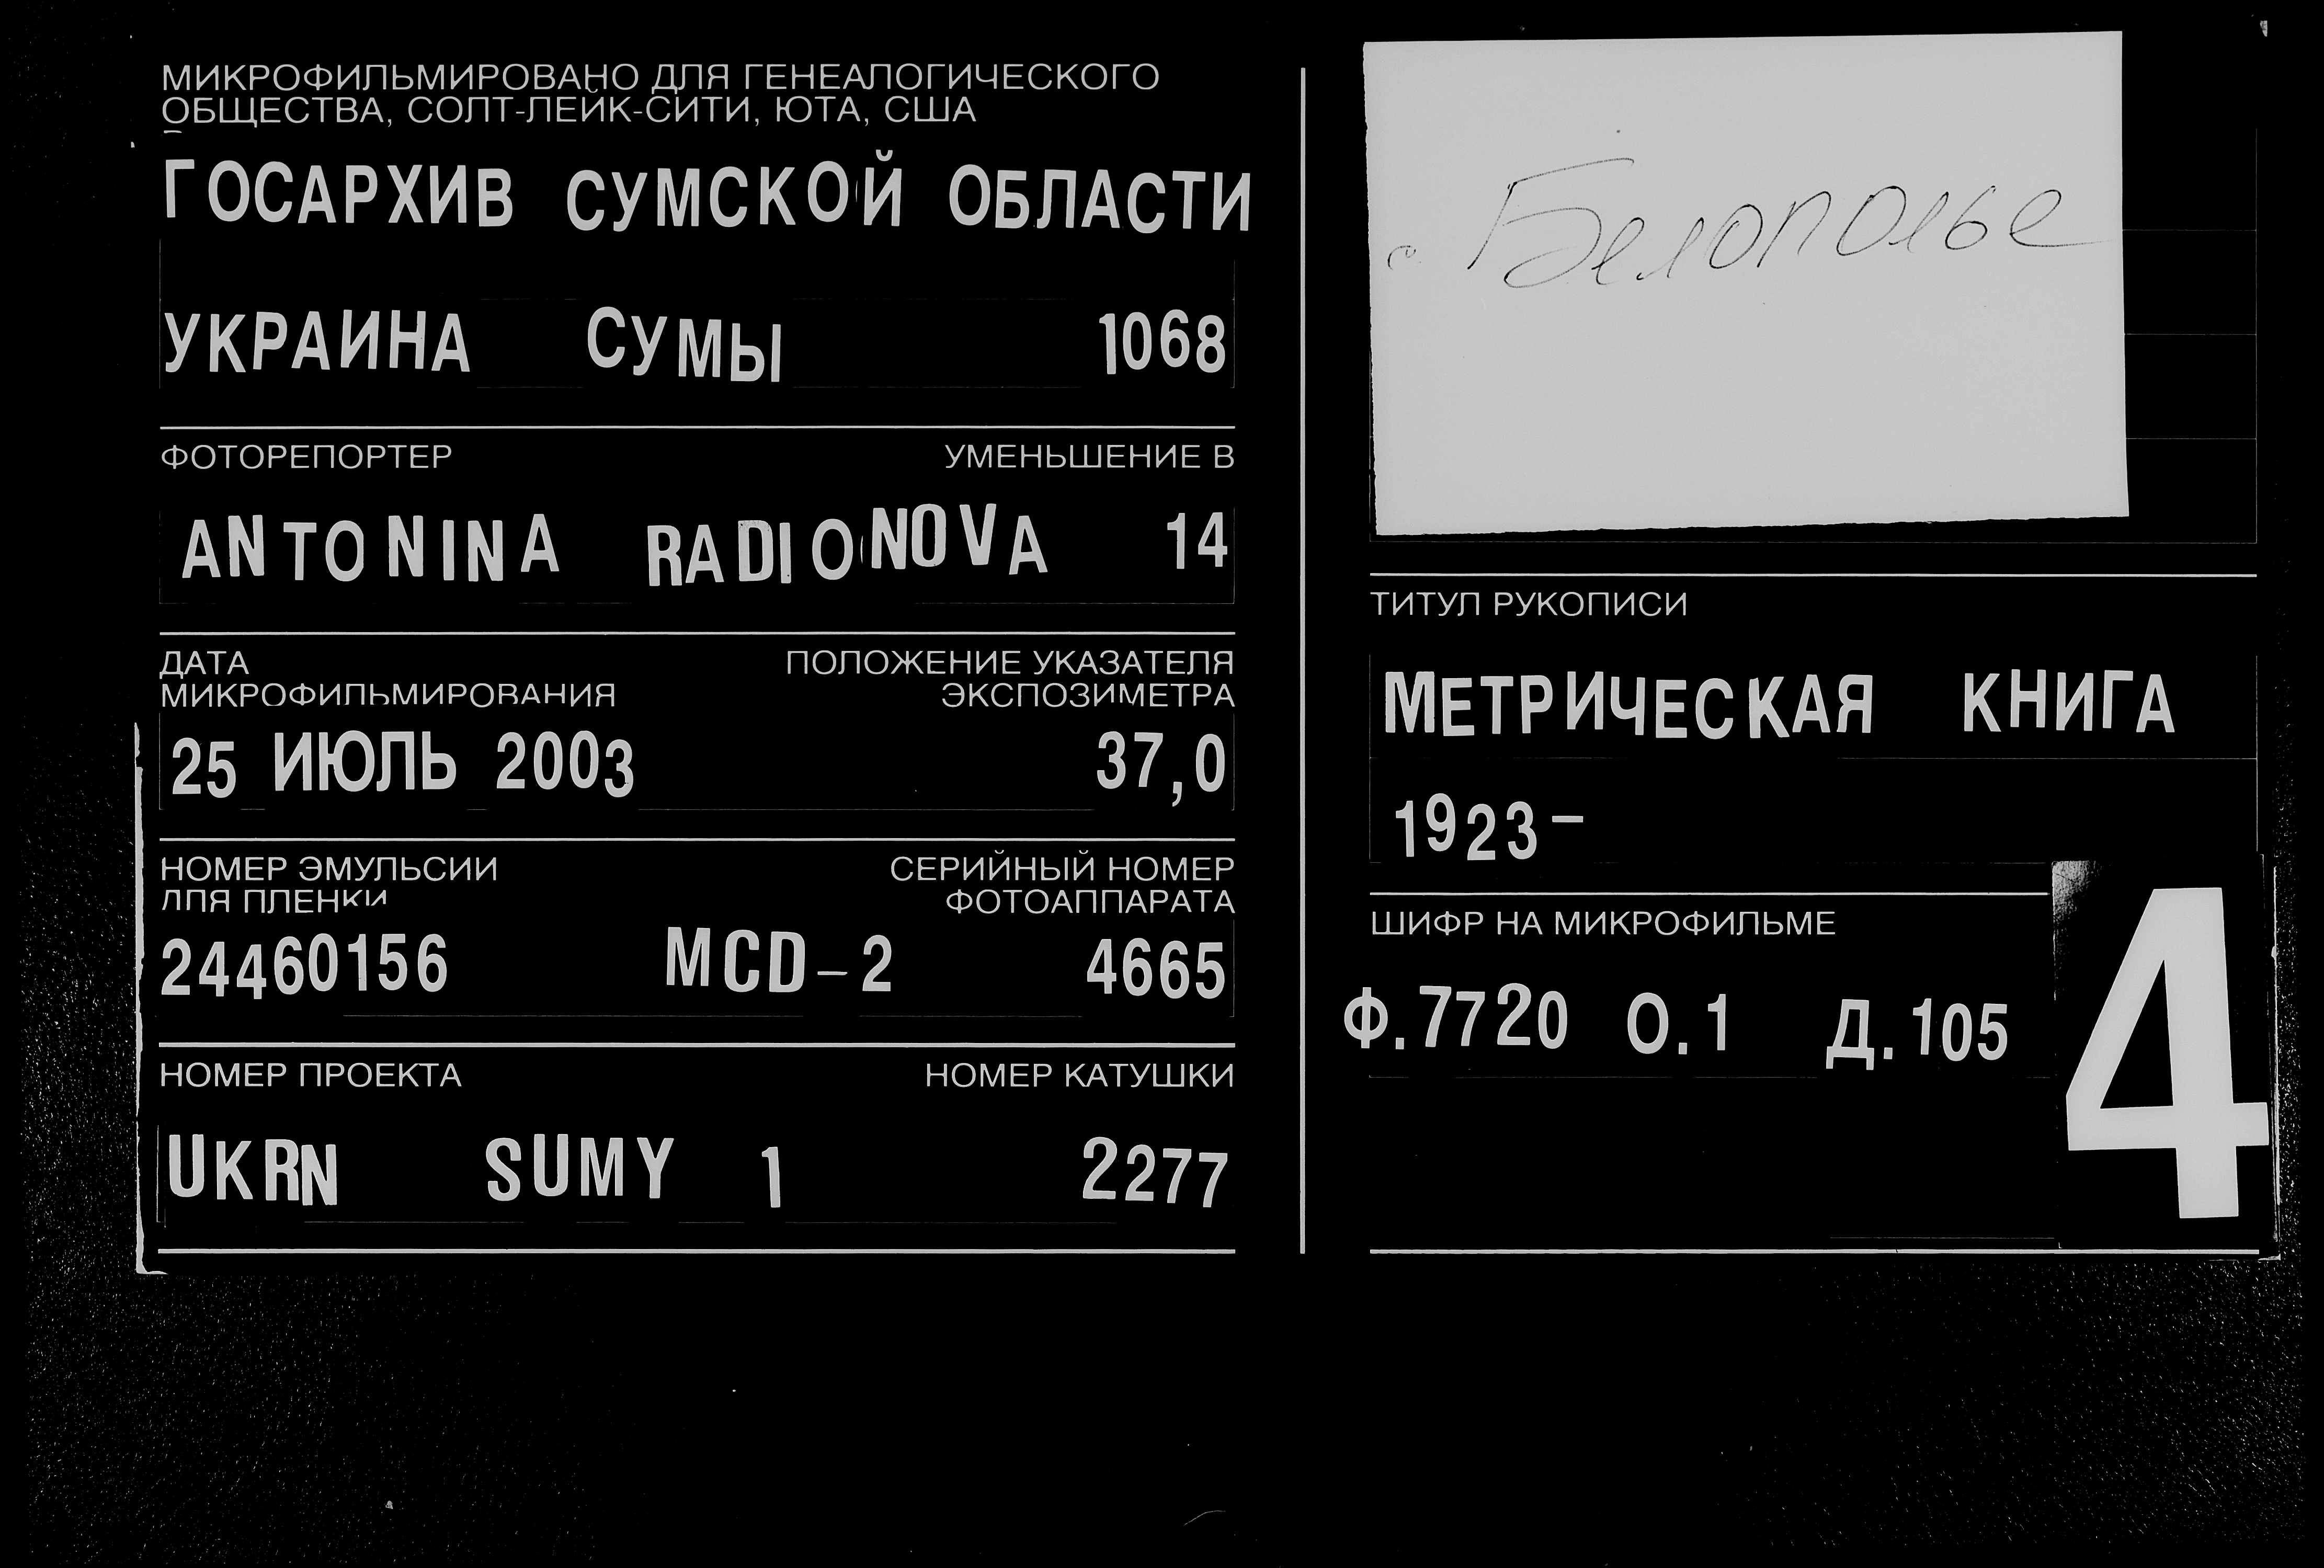 МИКРОФИЛЬМИРОВАНО ДЛЯ ГЕНЕАЛОГИЧЕСКОГО
ОБЩЕСТВА, СОЛТ-ЛЕЙК-СИТИ, ЮТА, США
ГОСАРХИВ СУМСКОЙ ОБЛАСТИ
УКРАИНА СУМЫ 1068
ФОТОРЕПОРТЕР УМЕНЬШЕНИЕ В
ANTONINA RADIONOVA 14
ДАТА ПОЛОЖЕНИЕ УКАЗАТЕЛЯ
МИКРОФИЛЬМИРОВАНИЯ ЭКСПОЗИМЕТРА
25 ИЮЛЬ 2003 37,0
НОМЕР ЭМУЛЬСИИ СЕРИЙНЫЙ НОМЕР
ДЛЯ ПЛЕНКИ ФОТОАППАРАТА
24460156 MCD-2 4665
НОМЕР ПРОЕКТА НОМЕР КАТУШКИ
UKRN SUMY 1 2277
с. Белополье
ТИТУЛ РУКОПИСИ
МЕТРИЧЕСКАЯ КНИГА
1923-
ШИФР НА МИКРОФИЛЬМЕ
Ф.7720 О.1 Д.105
4